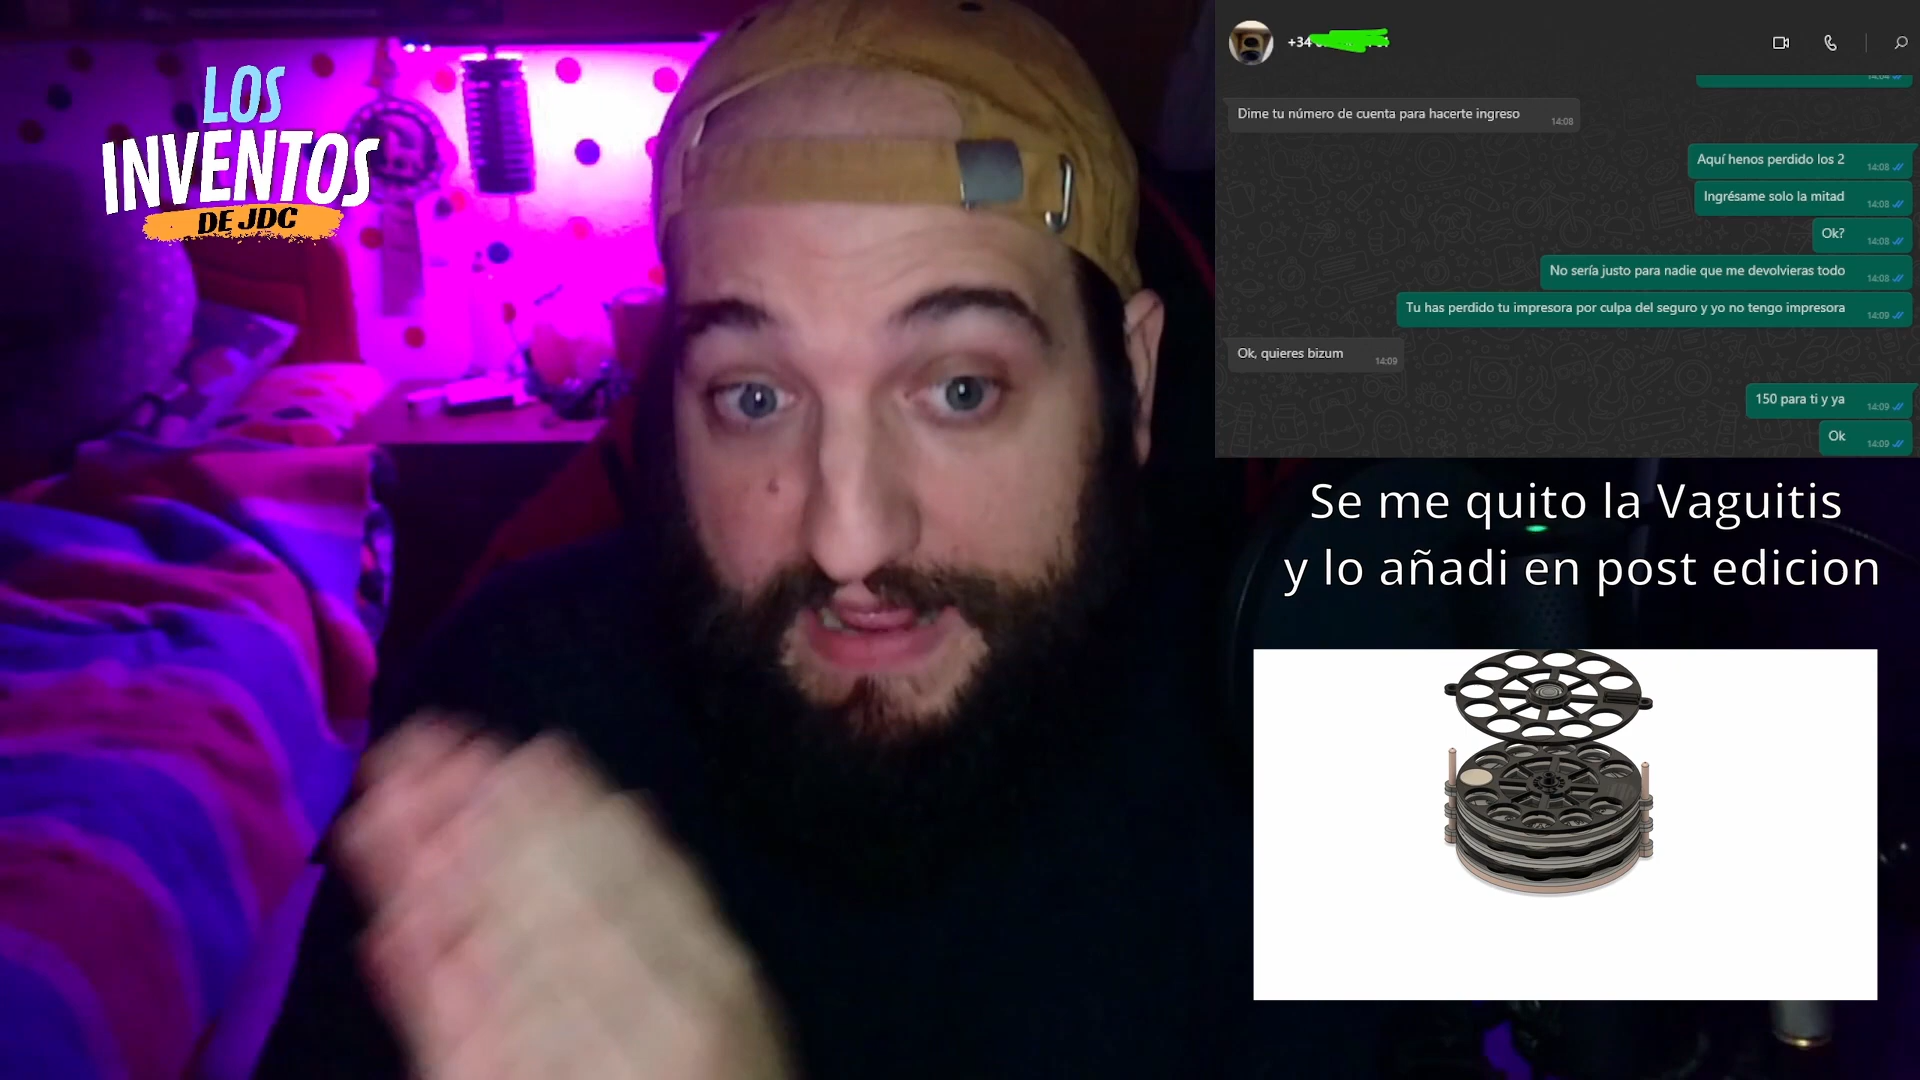 LOS
INVENTOS
DE JDC
+34
14:04
Dime tu número de cuenta para hacerte ingreso
14:08
Aquí henos perdido los 2
14:08
Ingrésame solo la mitad
14:08
Ok?
14:08
No sería justo para nadie que me devolvieras todo
14:08
Tu has perdido tu impresora por culpa del seguro y yo no tengo impresora
14:09
Ok, quieres bizum
14:09
150 para ti y ya
14:09
Ok
14:09
Se me quito la Vaguitis
y lo añadi en post edicion